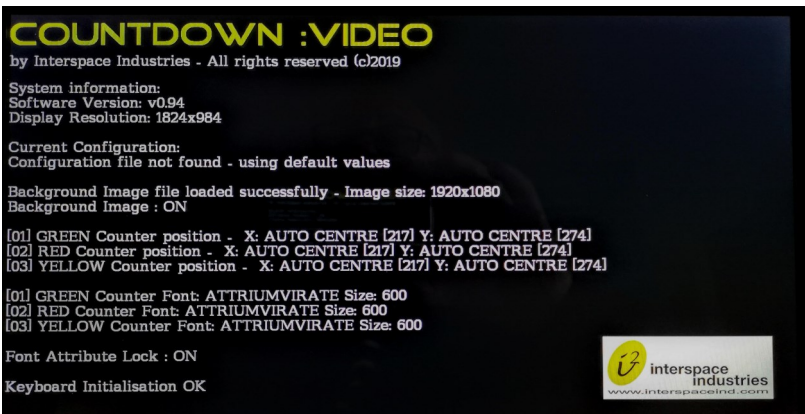 COUNTDOWN :VIDEO
by Interspace Industries - All rights reserved (c)2019
System information:
Software Version: v0.94
Display Resolution: 1824x984
Current Configuration:
Configuration file not found - using default values
Background Image file loaded successfully - Image size: 1920x1080
Background Image : ON
[01] GREEN Counter position - X: AUTO CENTRE [217] Y: AUTO CENTRE [274]
[02] RED Counter position - X: AUTO CENTRE [217] Y: AUTO CENTRE [274]
[03] YELLOW Counter position - X: AUTO CENTRE [217] Y: AUTO CENTRE [274]
[01] GREEN Counter Font: ATTRIUMVIRATE Size: 600
[02] RED Counter Font: ATTRIUMVIRATE Size: 600
[03] YELLOW Counter Font: ATTRIUMVIRATE Size: 600
Font Attribute Lock : ON
Keyboard Initialisation OK
i2 interspace
industries
www.interspaceind.com